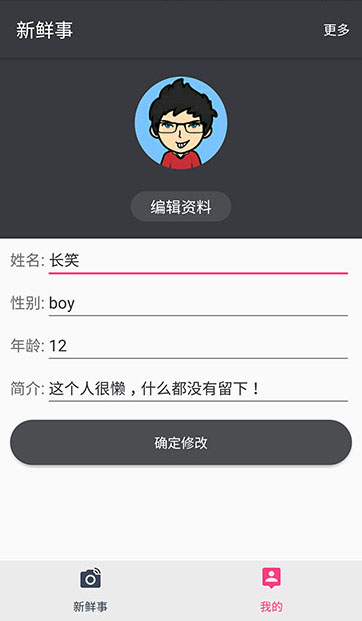 新鲜事 更多
编辑资料
姓名: 长笑
性别: boy
年龄: 12
简介: 这个人很懒，什么都没有留下！
确定修改
新鲜事 我的